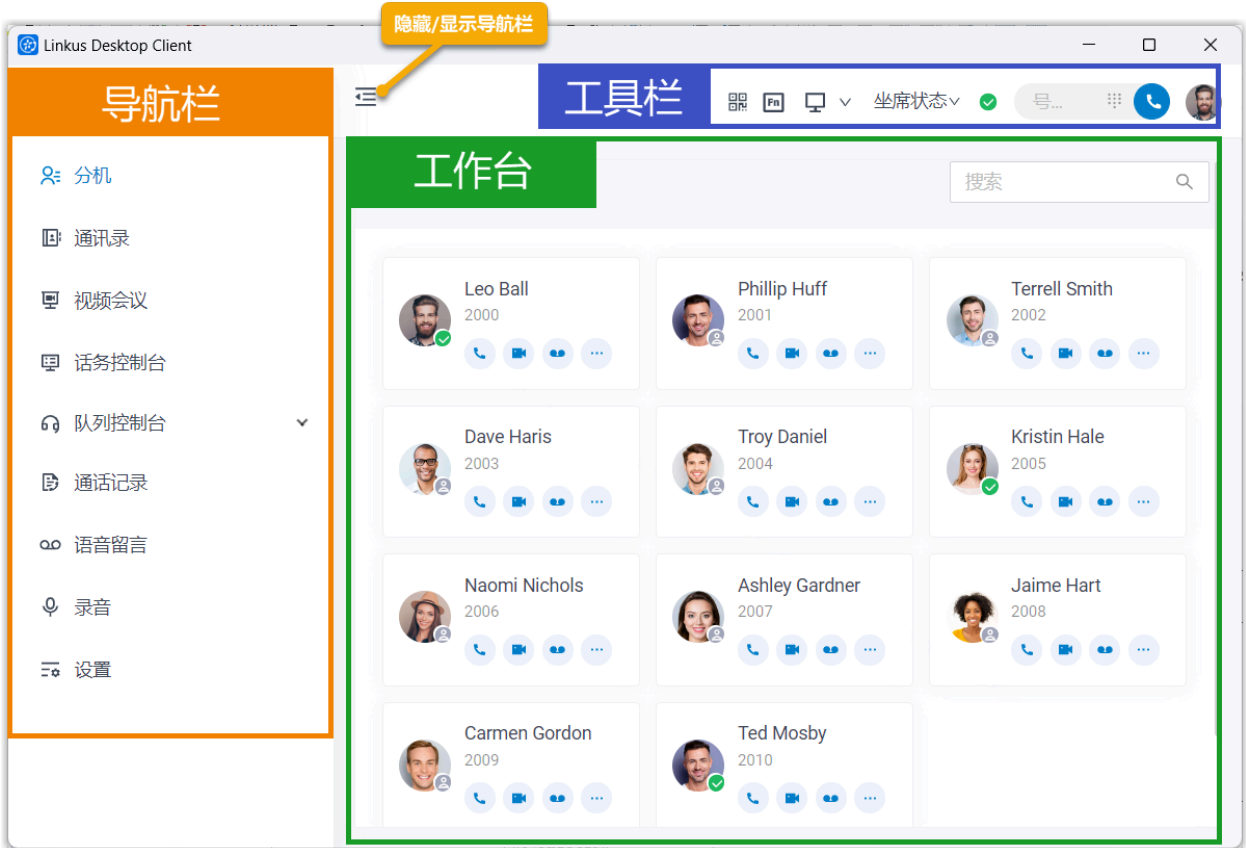 隐藏/显示导航栏
Linkus Desktop Client
导航栏
工具栏
Fn
坐席状态
号...
分机
通讯录
视频会议
话务控制台
队列控制台
通话记录
语音留言
录音
设置
工作台
搜索
Leo Ball
2000
Phillip Huff
2001
Terrell Smith
2002
Dave Haris
2003
Troy Daniel
2004
Kristin Hale
2005
Naomi Nichols
2006
Ashley Gardner
2007
Jaime Hart
2008
Carmen Gordon
2009
Ted Mosby
2010